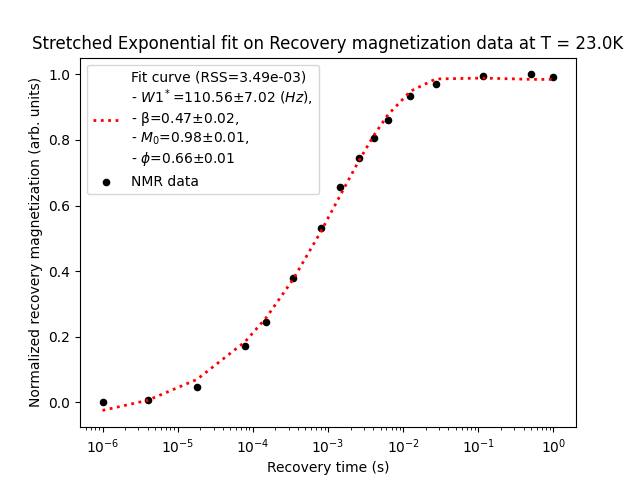 Stretched Exponential fit on Recovery magnetization data at T = 23.0K
Normalized recovery magnetization (arb. units)
1.0
0.8
0.6
0.4
0.2
0.0
Fit curve (RSS=3.49e-03)
- W1*=110.56±7.02 (Hz),
- β=0.47±0.02,
- M₀=0.98±0.01,
- ϕ=0.66±0.01
NMR data
10⁻⁶ 10⁻⁵ 10⁻⁴ 10⁻³ 10⁻² 10⁻¹ 10⁰
Recovery time (s)